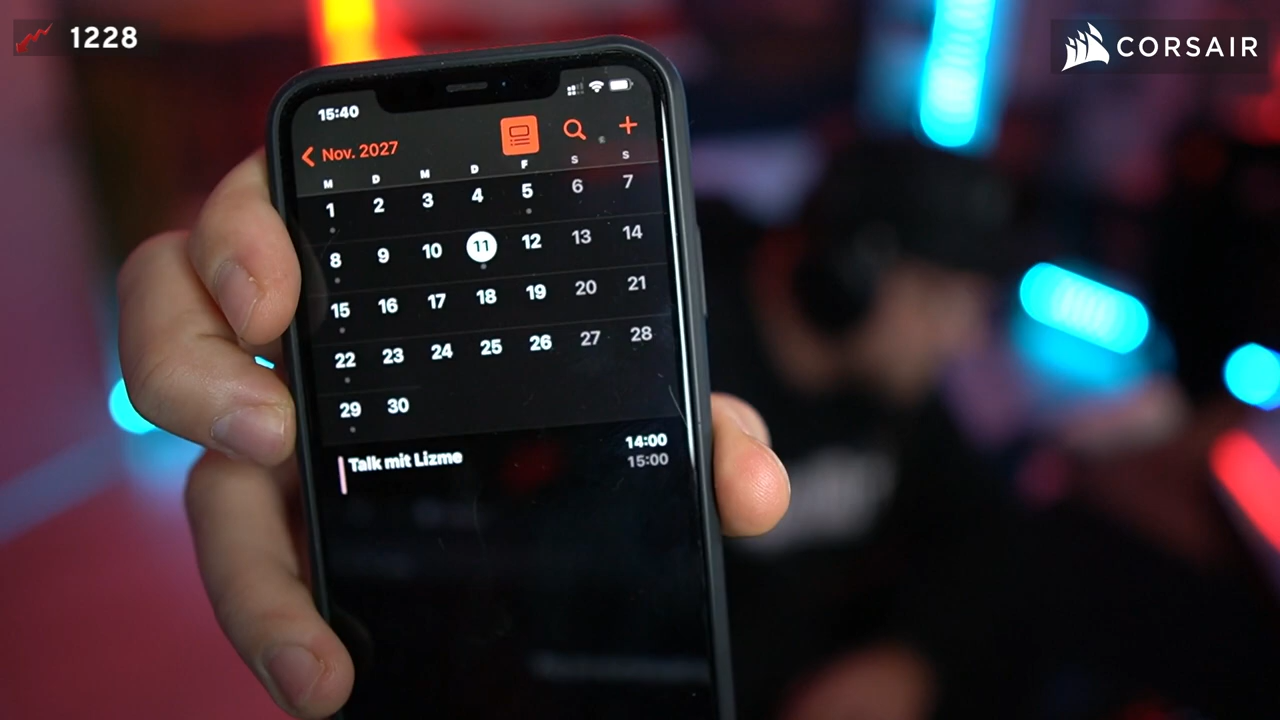 1228
CORSAIR
15:40
Nov. 2027
M D M D F S S
1 2 3 4 5 6 7
8 9 10 11 12 13 14
15 16 17 18 19 20 21
22 23 24 25 26 27 28
29 30
Talk mit Lizme 14:00
15:00